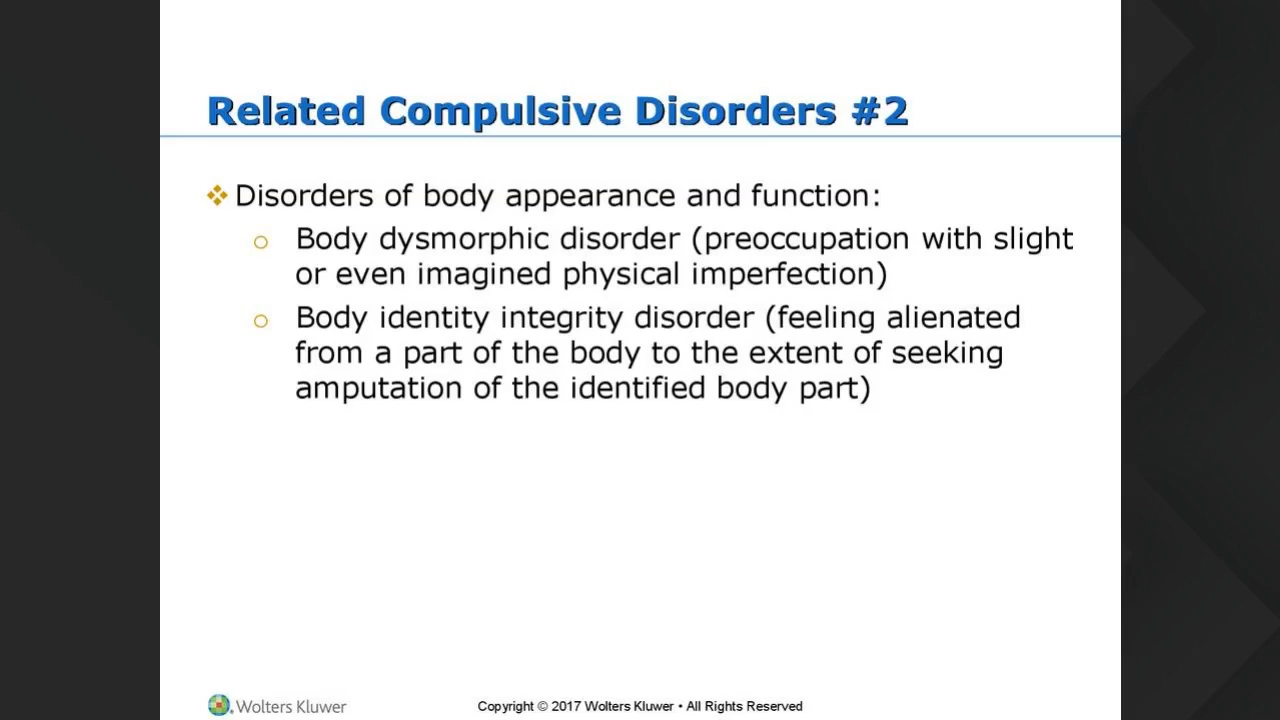 Related Compulsive Disorders #2
❖ Disorders of body appearance and function:
o Body dysmorphic disorder (preoccupation with slight
or even imagined physical imperfection)
o Body identity integrity disorder (feeling alienated
from a part of the body to the extent of seeking
amputation of the identified body part)
Wolters Kluwer
Copyright © 2017 Wolters Kluwer • All Rights Reserved